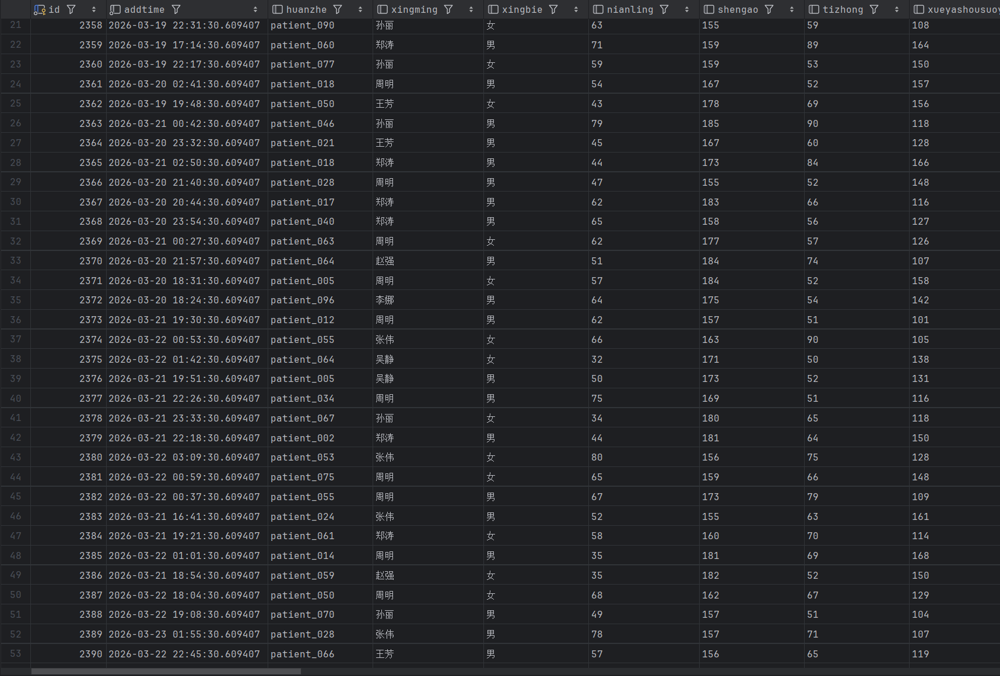 id addtime huanzhe xingming xingbie nianling shengao tizhong xueyashousuoy
21 2358 2026-03-19 22:31:30.609407 patient_090 孙丽 女 63 155 59 108
22 2359 2026-03-19 17:14:30.609407 patient_060 郑涛 男 71 159 89 164
23 2360 2026-03-19 22:17:30.609407 patient_077 孙丽 女 59 159 53 150
24 2361 2026-03-20 02:41:30.609407 patient_018 周明 男 54 167 52 157
25 2362 2026-03-19 19:48:30.609407 patient_050 王芳 女 43 178 69 156
26 2363 2026-03-21 00:42:30.609407 patient_046 孙丽 男 79 185 90 118
27 2364 2026-03-20 23:32:30.609407 patient_021 王芳 男 45 167 60 128
28 2365 2026-03-21 02:50:30.609407 patient_018 郑涛 男 44 173 84 166
29 2366 2026-03-20 21:40:30.609407 patient_028 周明 男 47 155 52 148
30 2367 2026-03-20 20:44:30.609407 patient_017 郑涛 男 62 183 66 116
31 2368 2026-03-20 23:54:30.609407 patient_040 郑涛 男 65 158 56 127
32 2369 2026-03-21 00:27:30.609407 patient_063 周明 女 62 177 57 126
33 2370 2026-03-20 21:57:30.609407 patient_064 赵强 男 51 184 74 107
34 2371 2026-03-20 18:31:30.609407 patient_005 周明 女 57 184 52 158
35 2372 2026-03-20 18:24:30.609407 patient_096 李娜 男 64 175 54 142
36 2373 2026-03-21 19:30:30.609407 patient_012 周明 男 62 157 51 101
37 2374 2026-03-22 00:53:30.609407 patient_055 张伟 女 66 163 90 105
38 2375 2026-03-22 01:42:30.609407 patient_064 吴静 女 32 171 50 138
39 2376 2026-03-21 19:51:30.609407 patient_005 吴静 男 50 173 52 131
40 2377 2026-03-21 22:26:30.609407 patient_034 周明 男 75 169 51 116
41 2378 2026-03-21 23:33:30.609407 patient_067 孙丽 女 34 180 65 118
42 2379 2026-03-21 22:18:30.609407 patient_002 郑涛 男 44 181 64 150
43 2380 2026-03-22 03:09:30.609407 patient_053 张伟 女 80 156 75 128
44 2381 2026-03-22 00:59:30.609407 patient_075 周明 女 65 159 66 148
45 2382 2026-03-22 00:37:30.609407 patient_055 周明 男 67 173 79 109
46 2383 2026-03-21 16:41:30.609407 patient_024 张伟 男 52 155 63 161
47 2384 2026-03-21 19:21:30.609407 patient_061 郑涛 女 58 160 70 114
48 2385 2026-03-22 01:01:30.609407 patient_014 周明 男 35 181 69 168
49 2386 2026-03-21 18:54:30.609407 patient_059 赵强 女 35 182 52 150
50 2387 2026-03-22 18:04:30.609407 patient_050 周明 女 68 162 67 129
51 2388 2026-03-22 19:08:30.609407 patient_070 孙丽 男 49 157 51 104
52 2389 2026-03-23 01:55:30.609407 patient_028 张伟 男 78 157 71 107
53 2390 2026-03-22 22:45:30.609407 patient_066 王芳 男 57 156 65 119